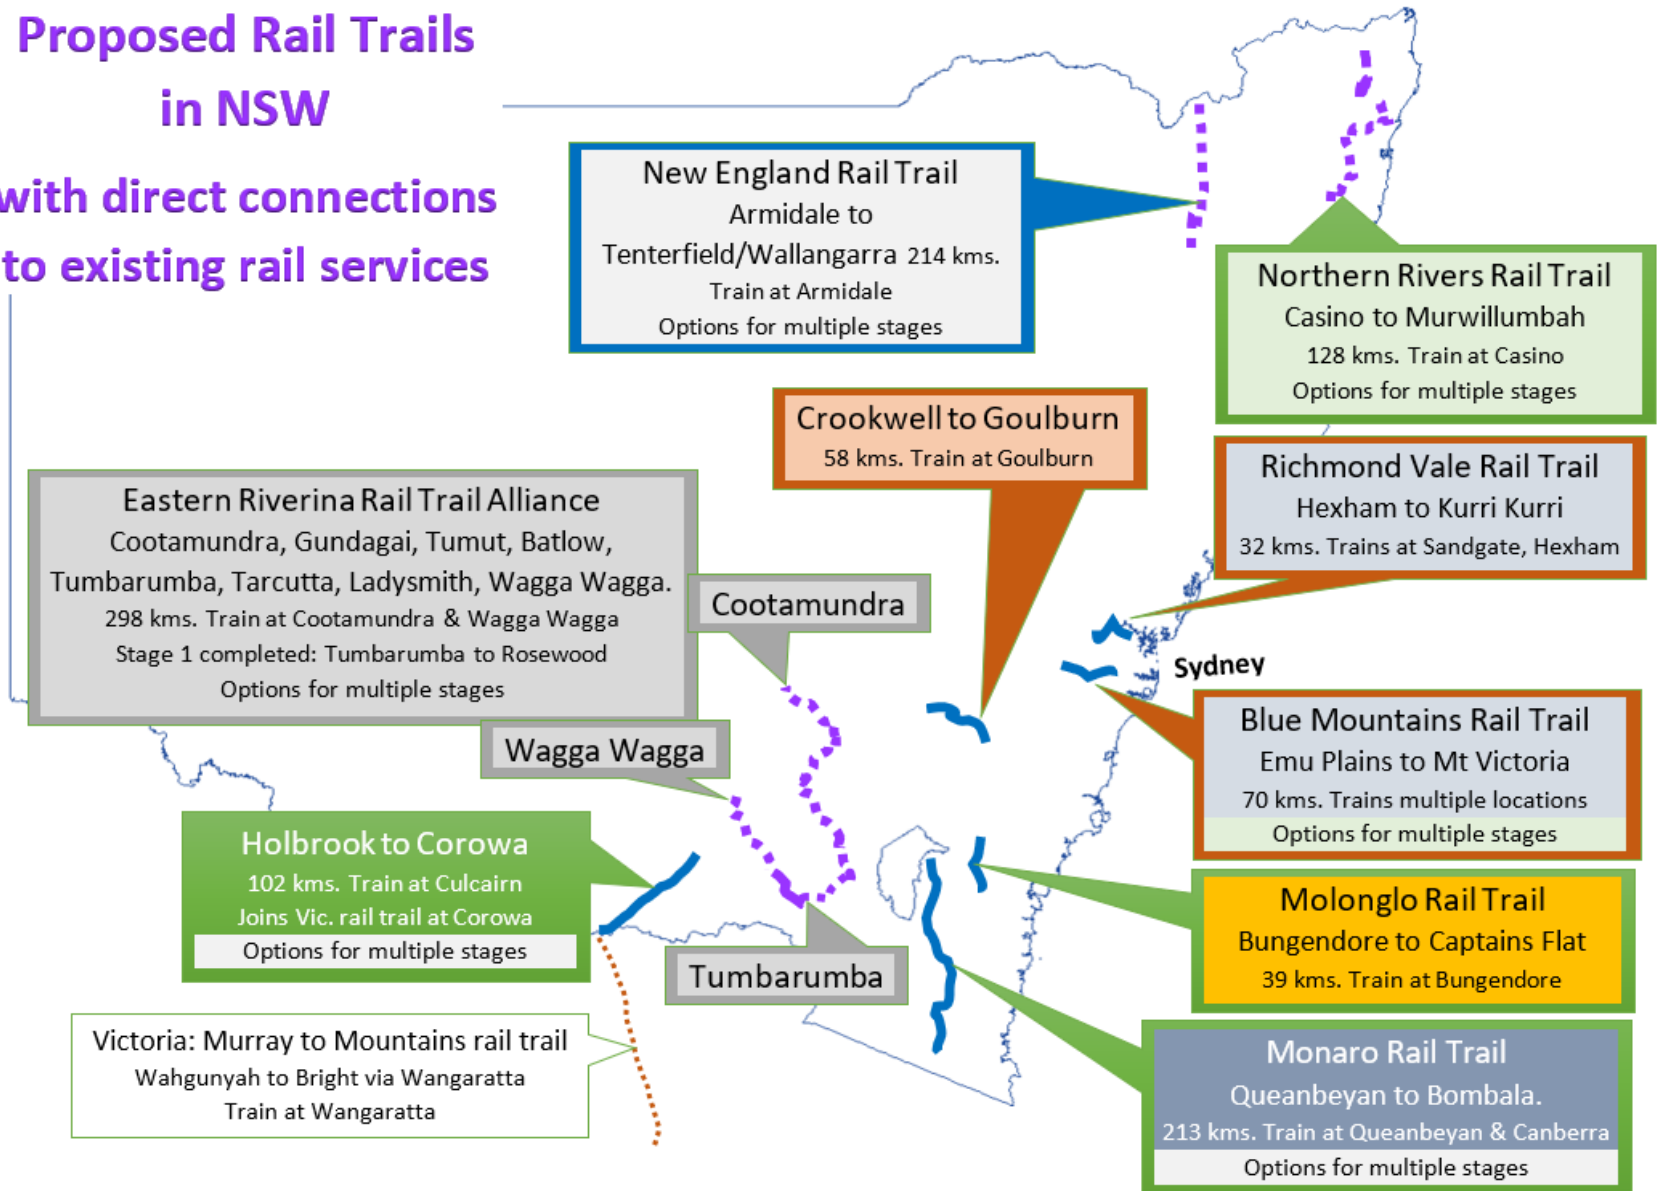 Proposed Rail Trails
in NSW
with direct connections
to existing rail services
New England Rail Trail
Armidale to
Tenterfield/Wallangarra 214 kms.
Train at Armidale
Options for multiple stages
Northern Rivers Rail Trail
Casino to Murwillumbah
128 kms. Train at Casino
Options for multiple stages
Crookwell to Goulburn
58 kms. Train at Goulburn
Richmond Vale Rail Trail
Hexham to Kurri Kurri
32 kms. Trains at Sandgate, Hexham
Eastern Riverina Rail Trail Alliance
Cootamundra, Gundagai, Tumut, Batlow,
Tumbarumba, Tarcutta, Ladysmith, Wagga Wagga.
298 kms. Train at Cootamundra & Wagga Wagga
Stage 1 completed: Tumbarumba to Rosewood
Options for multiple stages
Cootamundra
Sydney
Wagga Wagga
Blue Mountains Rail Trail
Emu Plains to Mt Victoria
70 kms. Trains multiple locations
Options for multiple stages
Holbrook to Corowa
102 kms. Train at Culcairn
Joins Vic. rail trail at Corowa
Options for multiple stages
Tumbarumba
Molonglo Rail Trail
Bungendore to Captains Flat
39 kms. Train at Bungendore
Victoria: Murray to Mountains rail trail
Wahgunyah to Bright via Wangaratta
Train at Wangaratta
Monaro Rail Trail
Queanbeyan to Bombala.
213 kms. Train at Queanbeyan & Canberra
Options for multiple stages